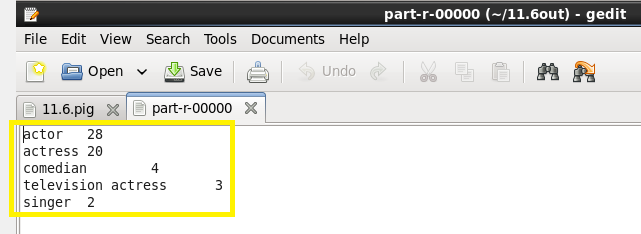 part-r-00000 (~/11.6out) - gedit
File Edit View Search Tools Documents Help
Open Save Undo
11.6.pig part-r-00000
actor 28
actress 20
comedian 4
television actress 3
singer 2